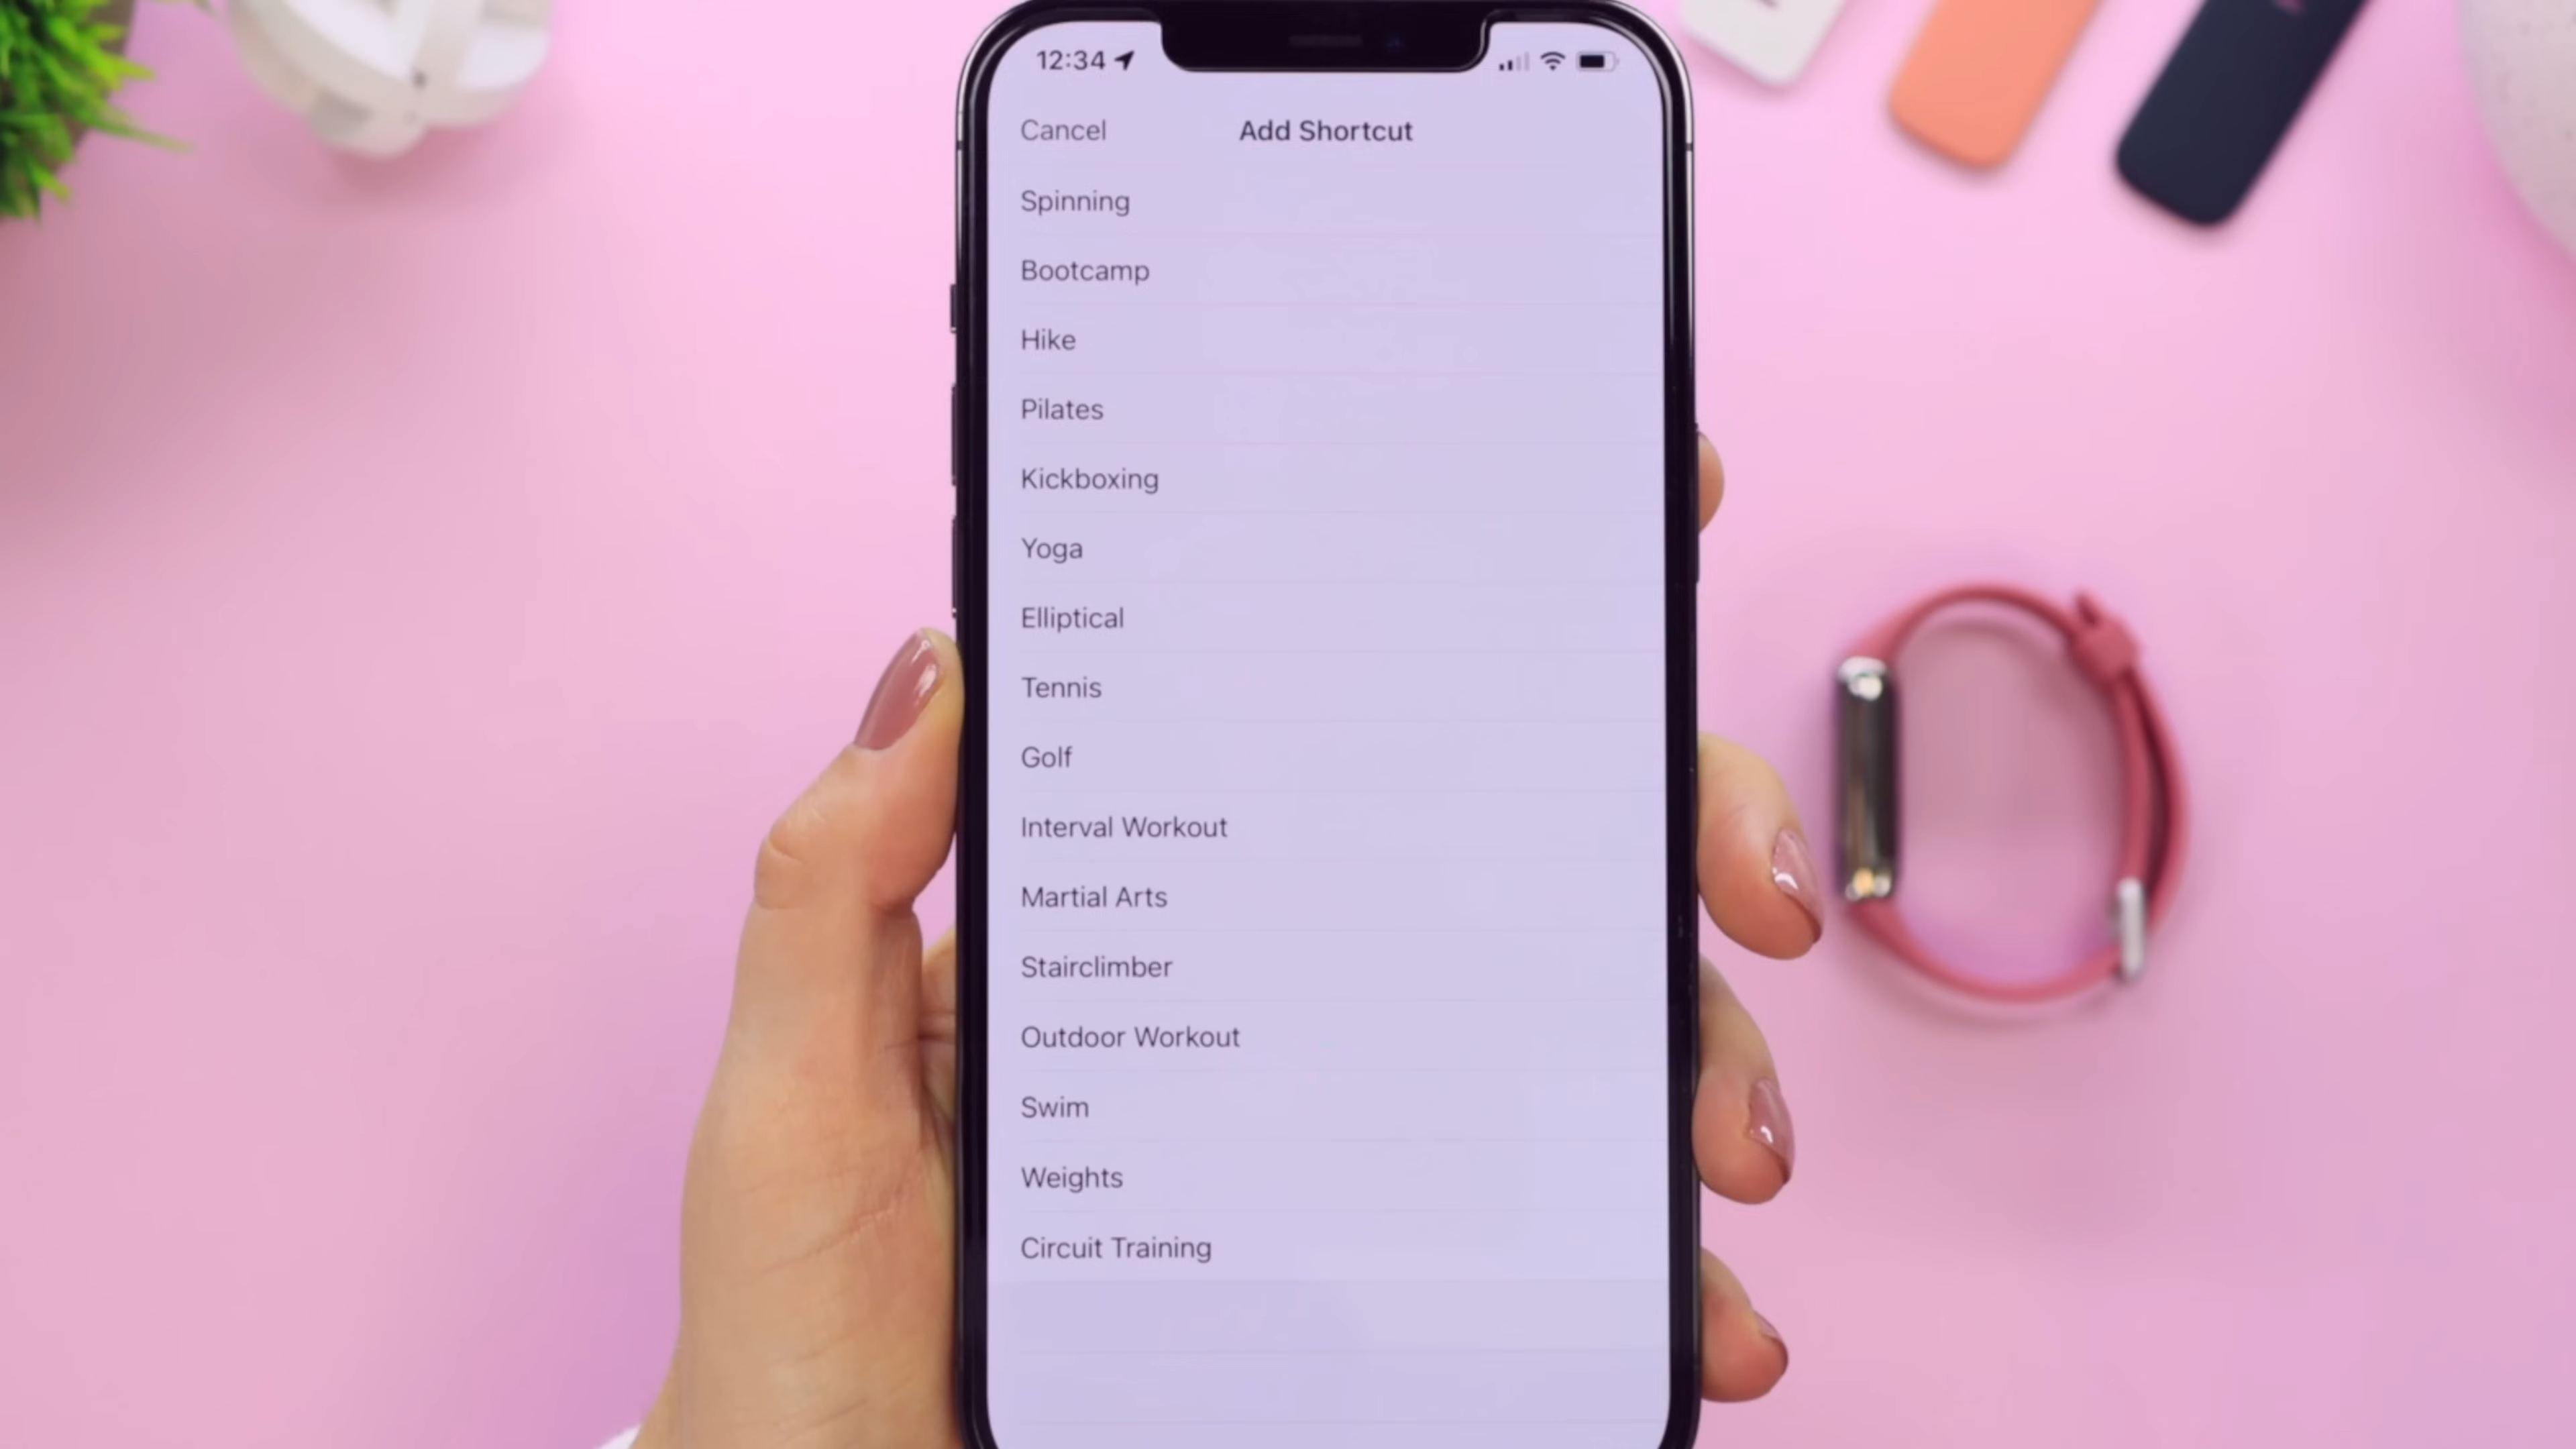 12:34
Cancel
Add Shortcut
Spinning
Bootcamp
Hike
Pilates
Kickboxing
Yoga
Elliptical
Tennis
Golf
Interval Workout
Martial Arts
Stairclimber
Outdoor Workout
Swim
Weights
Circuit Training